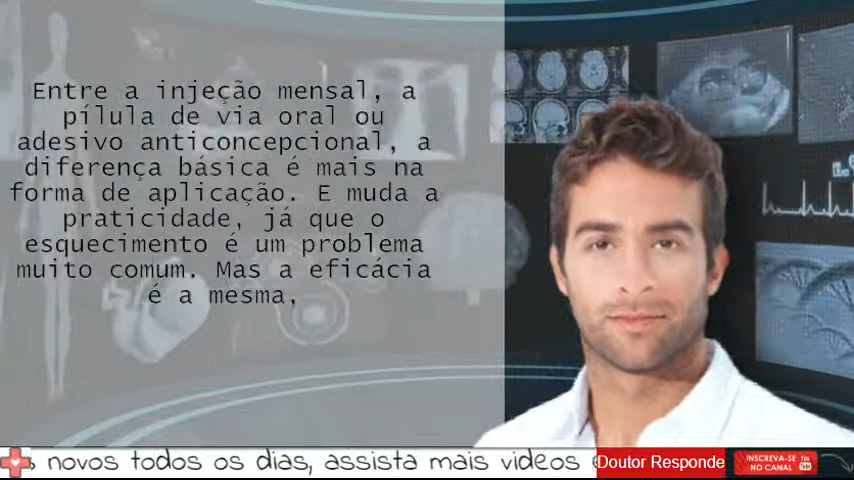 Entre a injeção mensal, a
pílula de via oral ou
adesivo anticoncepcional, a
diferença básica é mais na
forma de aplicação. E muda a
praticidade, já que o
esquecimento é um problema
muito comum. Mas a eficácia
é a mesma,
novos todos os dias, assista mais videos
Doutor Responde
INSCREVA-SE
NO CANAL